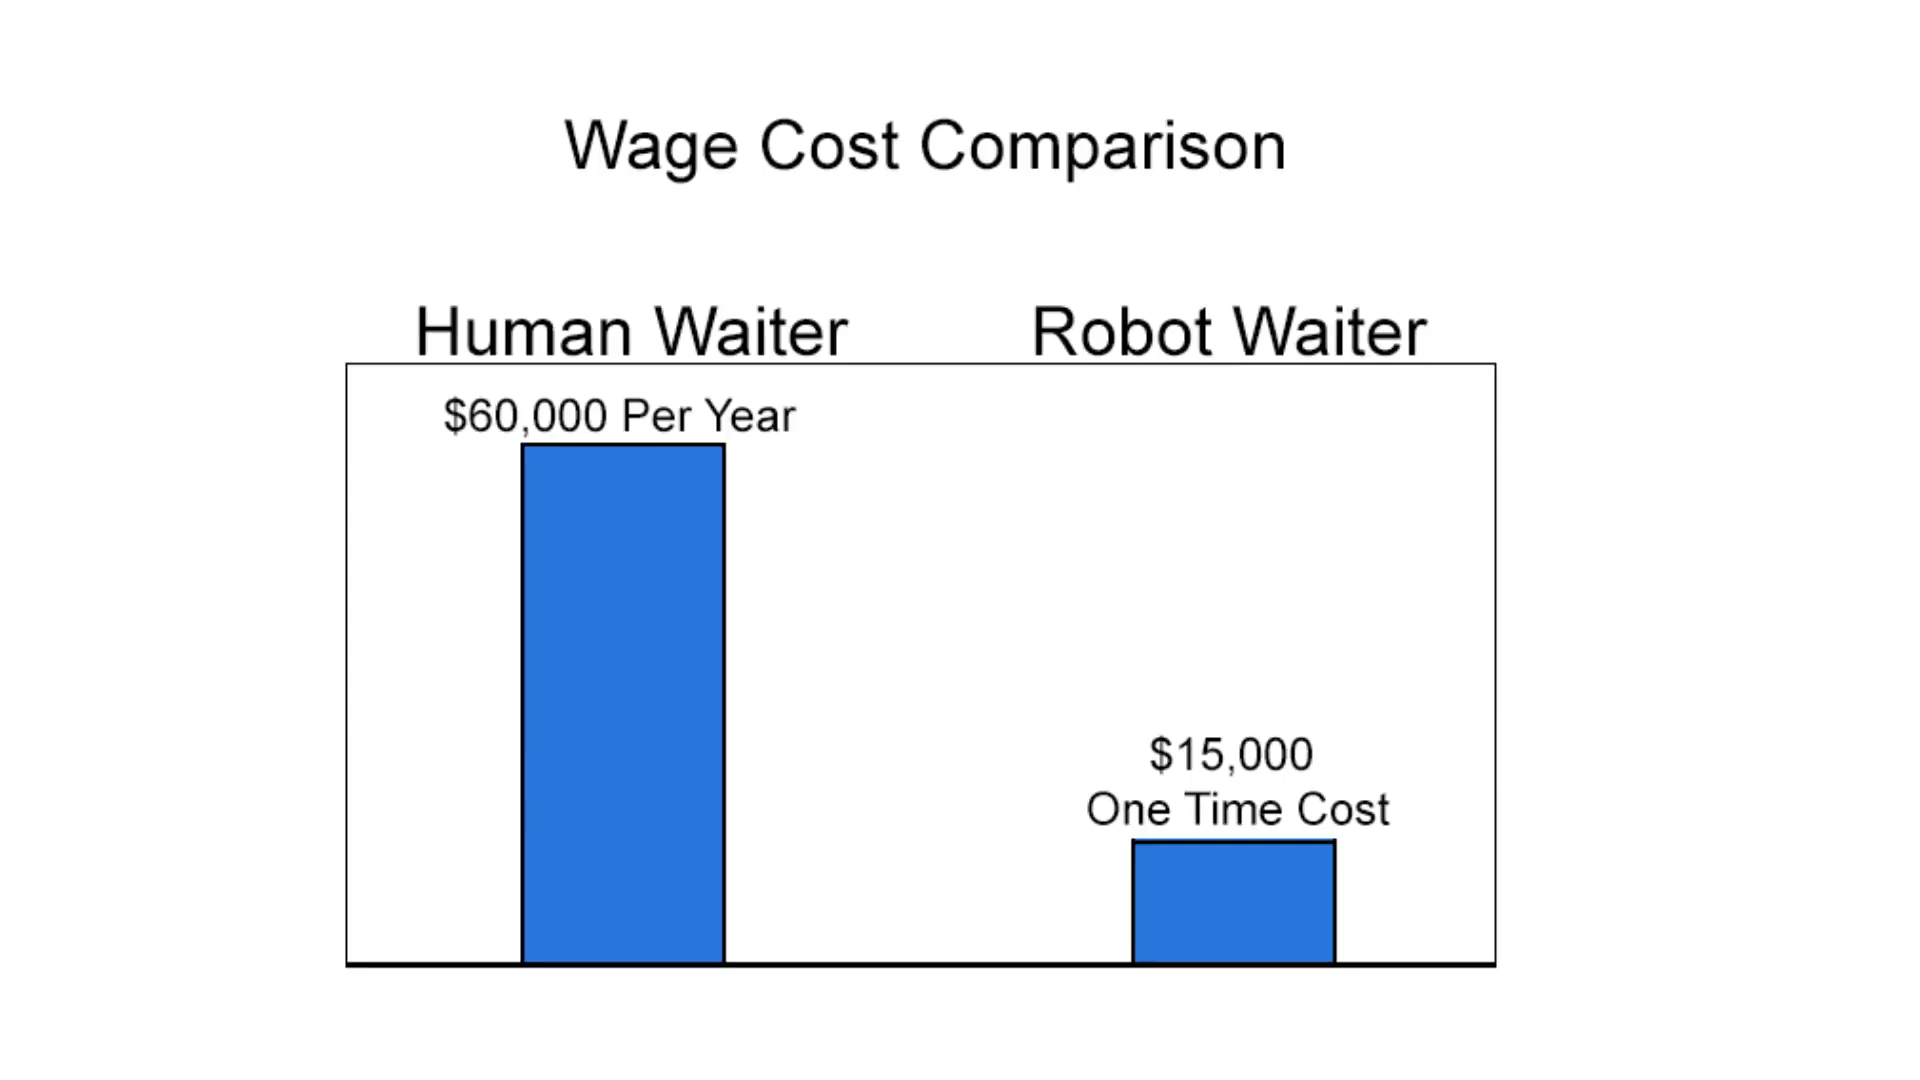 Wage Cost Comparison
Human Waiter
Robot Waiter
$60,000 Per Year
$15,000
One Time Cost